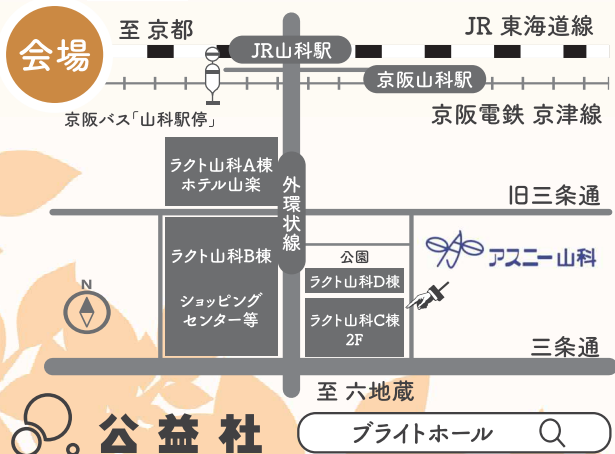 会場
至 京都
JR 東海道線
JR山科駅
京阪山科駅
京阪バス「山科駅停」
京阪電鉄 京津線
ラクト山科A棟
ホテル山楽
外環状線
旧三条通
ラクト山科B棟
ショッピング
センター等
公園
ラクト山科D棟
ラクト山科C棟
2F
アスニー山科
N
三条通
至 六地蔵
公益社
ブライトホール